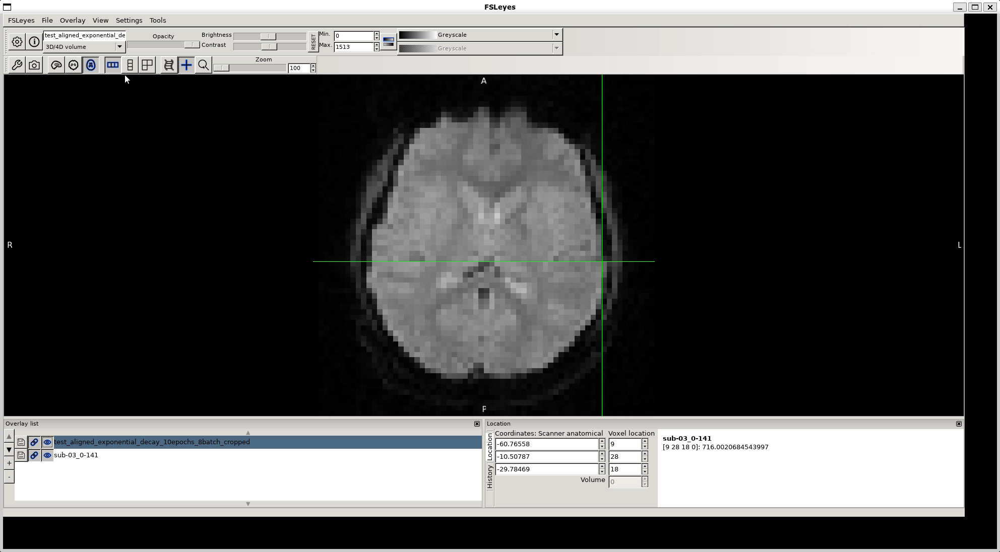 FSLeyes
FSLeyes File Overlay View Settings Tools
test_aligned_exponential_de
3D/4D volume
Opacity
Brightness
Contrast
RESET
Min. 0
Max. 1513
Greyscale
Greyscale
Zoom
100
A
R
L
P
Overlay list
test_aligned_exponential_decay_10epochs_8batch_cropped
sub-03_0-141
Location
Location
History
Coordinates: Scanner anatomical Voxel location
-60.76558 9
-10.50787 28
-29.78469 18
Volume 0
sub-03_0-141
[9 28 18 0]: 716.0020684543997